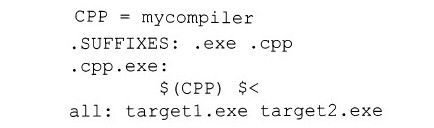 CPP = mycompiler
.SUFFIXES: .exe .cpp
.cpp.exe:
$(CPP) $<
all: target1.exe target2.exe